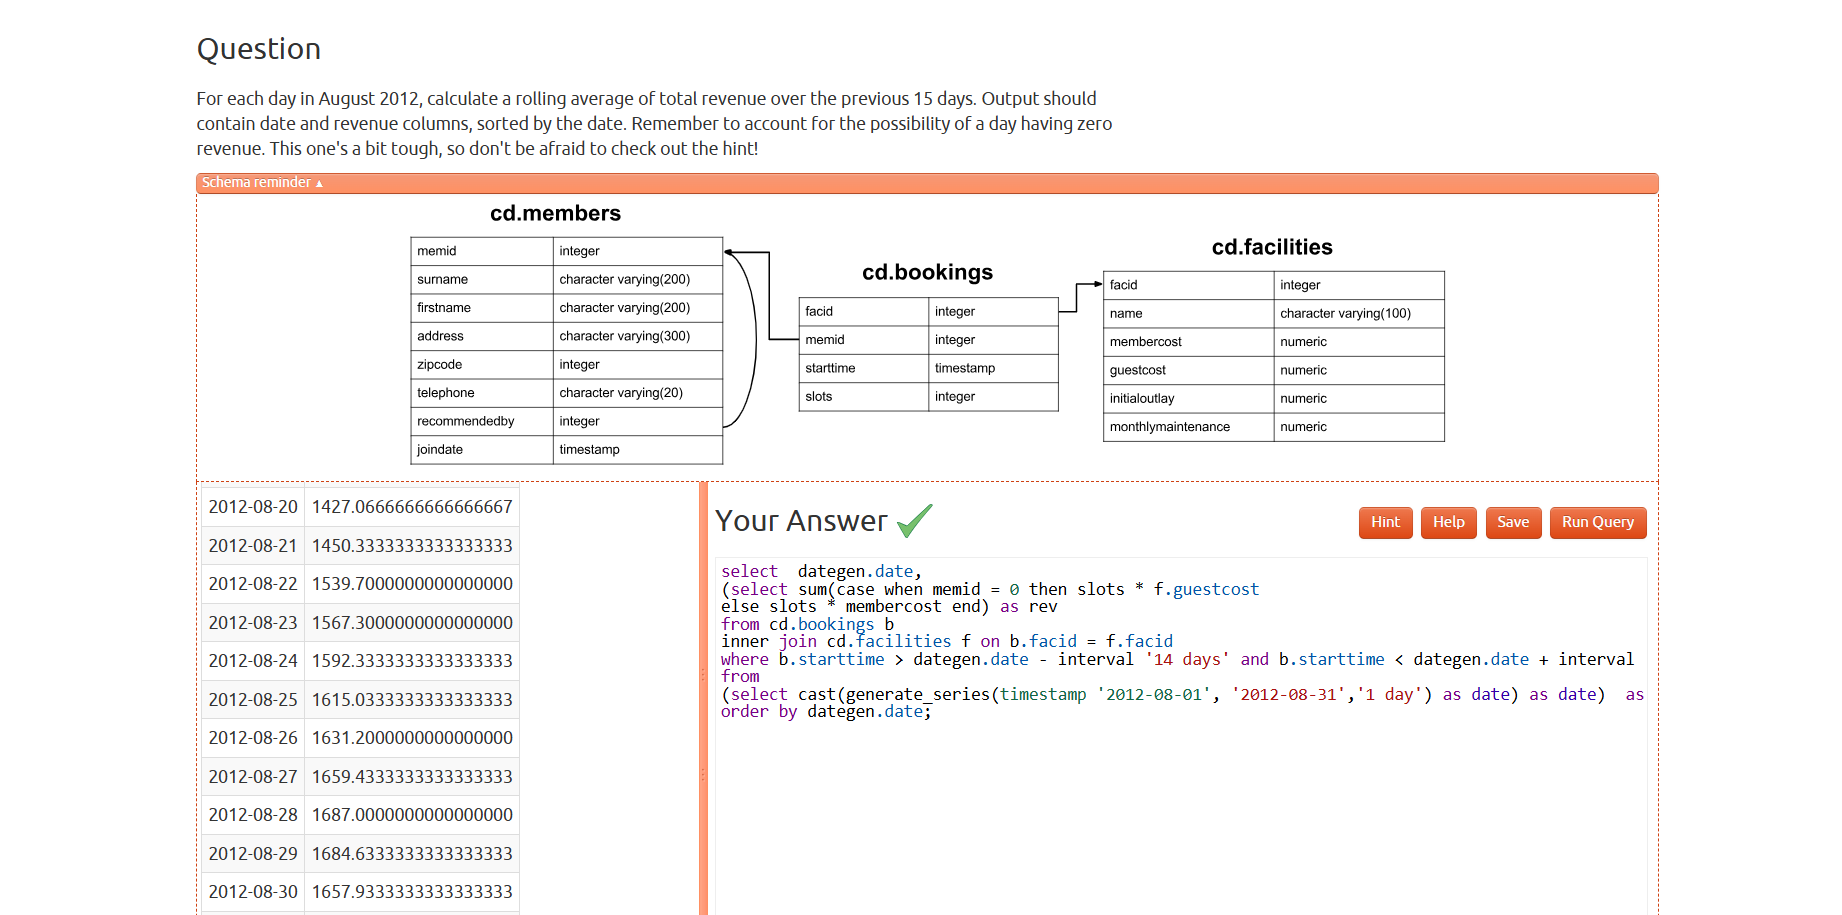 Question
For each day in August 2012, calculate a rolling average of total revenue over the previous 15 days. Output should
contain date and revenue columns, sorted by the date. Remember to account for the possibility of a day having zero
revenue. This one's a bit tough, so don't be afraid to check out the hint!
Schema reminder ▲
cd.members
memid integer
surname character varying(200)
firstname character varying(200)
address character varying(300)
zipcode integer
telephone character varying(20)
recommendedby integer
joindate timestamp
cd.bookings
facid integer
memid integer
starttime timestamp
slots integer
cd.facilities
facid integer
name character varying(100)
membercost numeric
guestcost numeric
initialoutlay numeric
monthlymaintenance numeric
2012-08-20 1427.0666666666666667
2012-08-21 1450.3333333333333333
2012-08-22 1539.7000000000000000
2012-08-23 1567.3000000000000000
2012-08-24 1592.3333333333333333
2012-08-25 1615.0333333333333333
2012-08-26 1631.2000000000000000
2012-08-27 1659.4333333333333333
2012-08-28 1687.0000000000000000
2012-08-29 1684.6333333333333333
2012-08-30 1657.9333333333333333
Your Answer
Hint Help Save Run Query
select  dategen.date,
(select sum(case when memid = 0 then slots * f.guestcost
else slots * membercost end) as rev
from cd.bookings b
inner join cd.facilities f on b.facid = f.facid
where b.starttime > dategen.date - interval '14 days' and b.starttime < dategen.date + interval
from
(select cast(generate_series(timestamp '2012-08-01', '2012-08-31','1 day') as date) as date)  as
order by dategen.date;